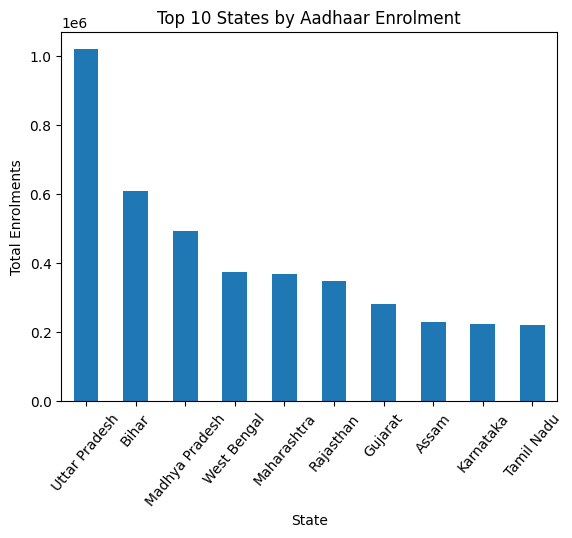 Top 10 States by Aadhaar Enrolment
1e6
1.0
0.8
0.6
0.4
0.2
0.0
Total Enrolments
Uttar Pradesh
Bihar
Madhya Pradesh
West Bengal
Maharashtra
Rajasthan
Gujarat
Assam
Karnataka
Tamil Nadu
State